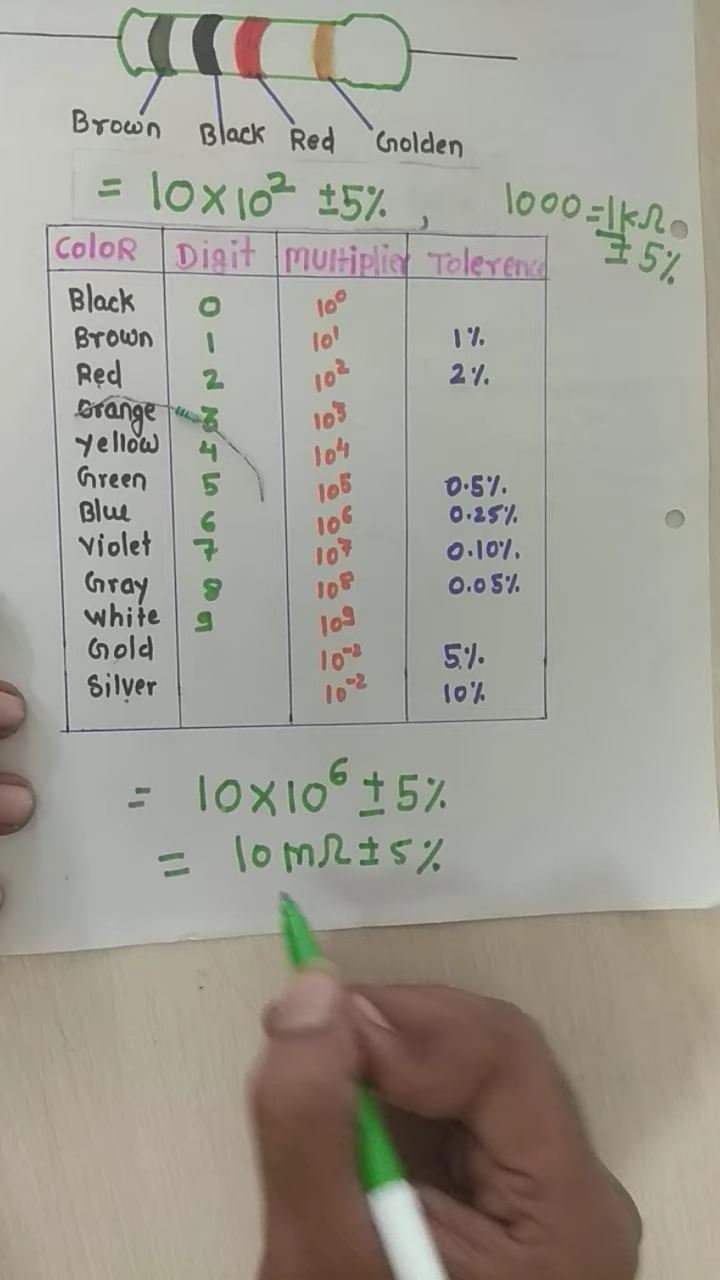 Brown Black Red Golden
= 10×10² ±5% , 1000 = 1kΩ
± 5%
Color Digit Multiplier Tolerence
Black 0 10⁰
Brown 1 10¹ 1%
Red 2 10² 2%
Orange 3 10³
Yellow 4 10⁴
Green 5 10⁵ 0.5%.
Blue 6 10⁶ 0.25%
Violet 7 10⁷ 0.10%.
Gray 8 10⁸ 0.05%
White 9 10⁹
Gold 10⁻² 5%.
Silver 10⁻² 10%
= 10×10⁶ ±5%
= 10 mΩ ± 5%